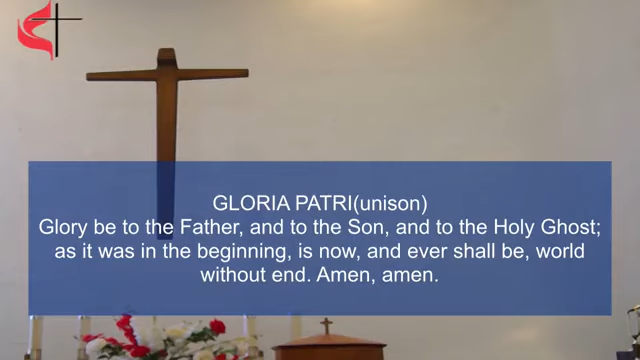 GLORIA PATRI(unison)
Glory be to the Father, and to the Son, and to the Holy Ghost;
as it was in the beginning, is now, and ever shall be, world
without end. Amen, amen.